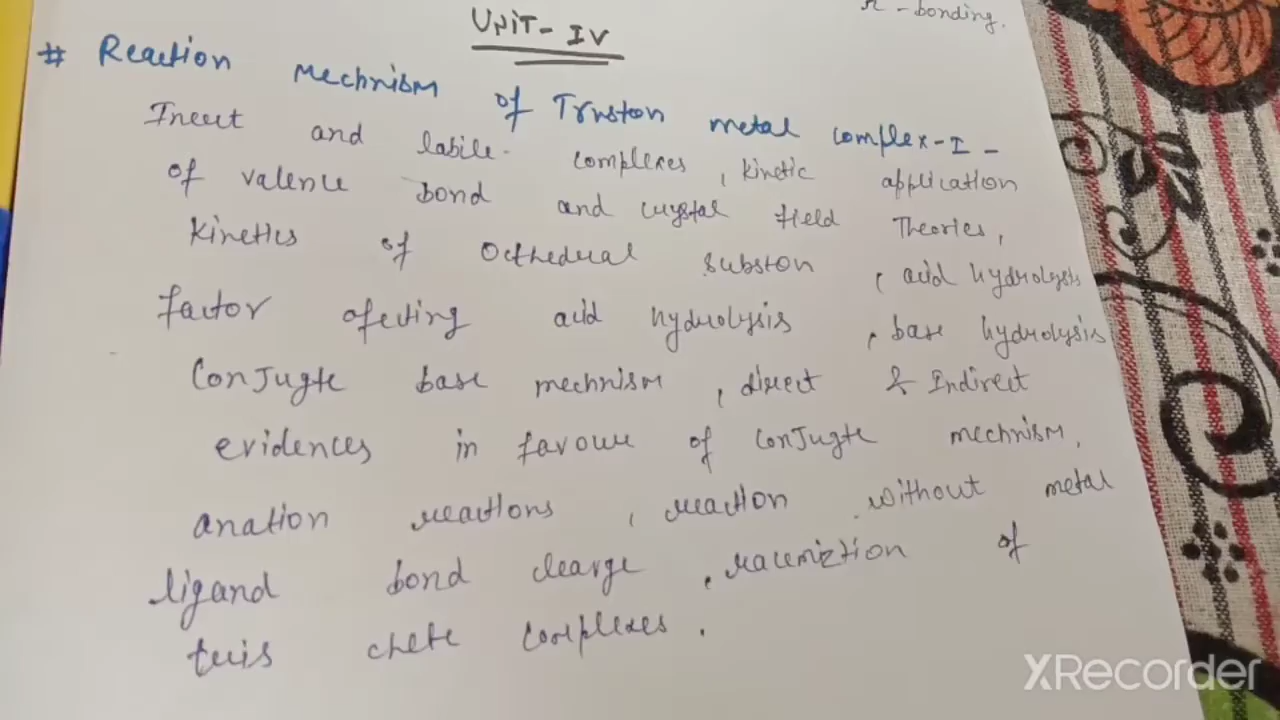 π - bonding.
UNIT - IV
# Reaction Mechnism of Trnston metal complex-I -
Inert and labile complexes, kinetic application
of valence bond and crystal field Theories,
kinetics of Octhedral subston, acid hydrolysis
factor afecting acid hydrolysis, base hydrolysis
ConJugte base mechnism, direct & Indirect
evidences in favour of ConJugte mechnism,
anation reactions, reaction without metal
ligand bond clearge, racemiztion of
tris chete complexes.
XRecorder